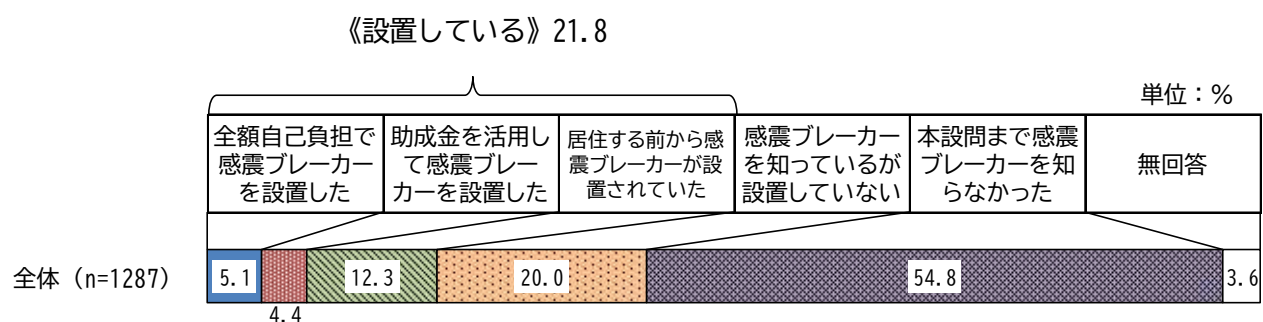 《設置している》21.8
単位：%
全額自己負担で
感震ブレーカー
を設置した
助成金を活用し
て感震ブレー
カーを設置した
居住する前から感
震ブレーカーが設
置されていた
感震ブレーカー
を知っているが
設置していない
本設問まで感震
ブレーカーを知
らなかった
無回答
全体（n=1287）
5.1
4.4
12.3
20.0
54.8
3.6